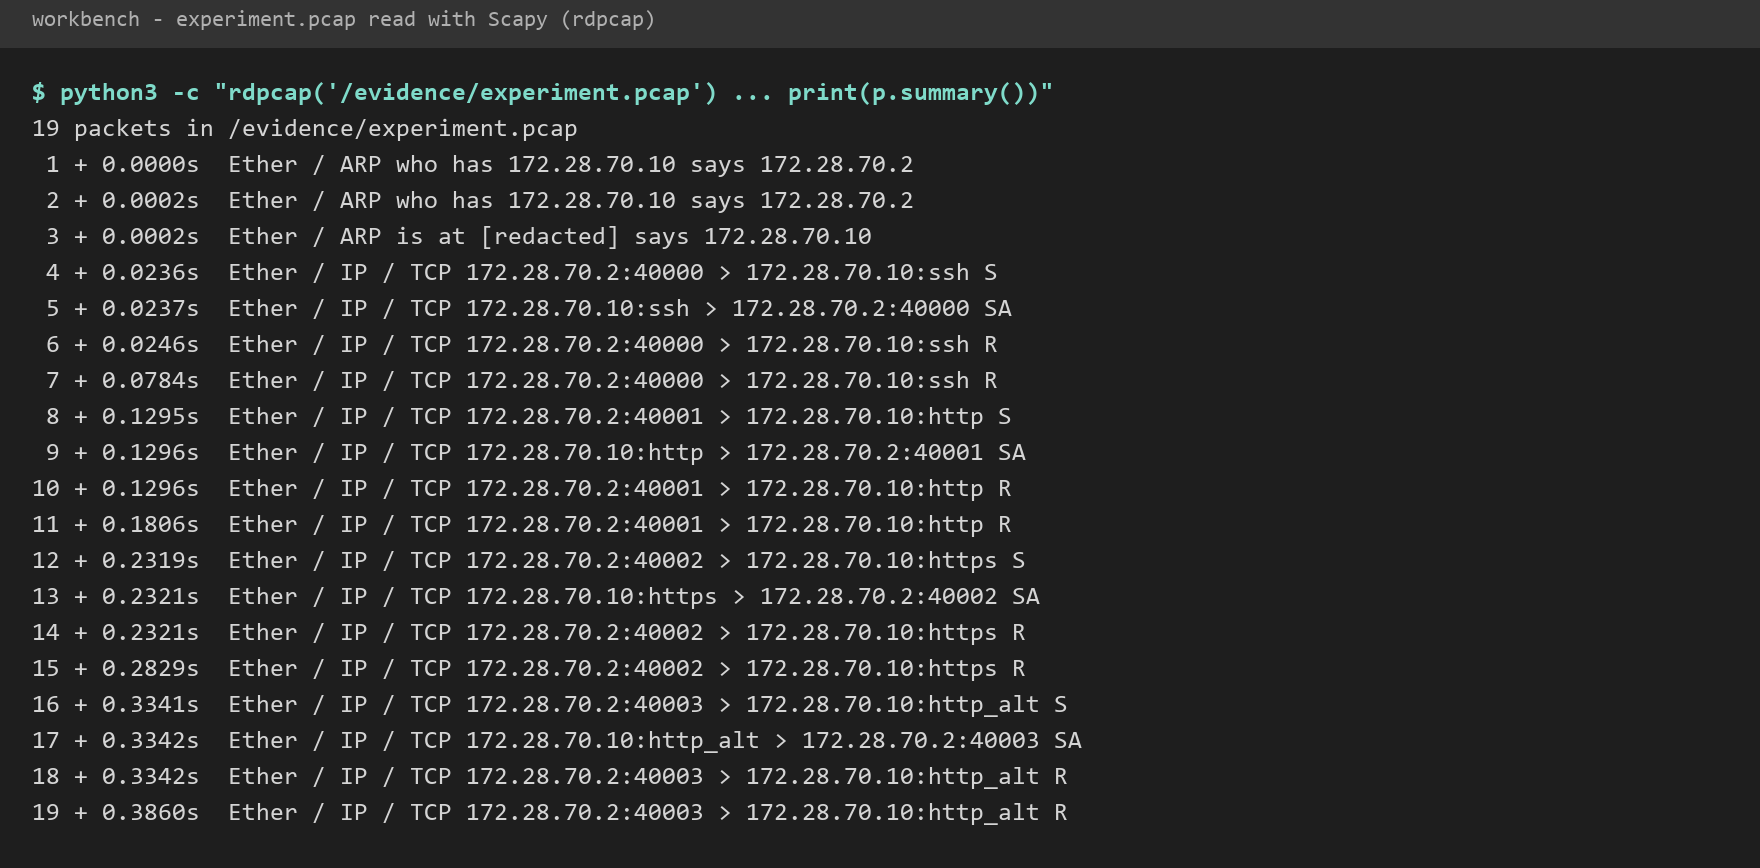 workbench - experiment.pcap read with Scapy (rdpcap)
$ python3 -c "rdpcap('/evidence/experiment.pcap') ... print(p.summary())"
19 packets in /evidence/experiment.pcap
 1 + 0.0000s  Ether / ARP who has 172.28.70.10 says 172.28.70.2
 2 + 0.0002s  Ether / ARP who has 172.28.70.10 says 172.28.70.2
 3 + 0.0002s  Ether / ARP is at [redacted] says 172.28.70.10
 4 + 0.0236s  Ether / IP / TCP 172.28.70.2:40000 > 172.28.70.10:ssh S
 5 + 0.0237s  Ether / IP / TCP 172.28.70.10:ssh > 172.28.70.2:40000 SA
 6 + 0.0246s  Ether / IP / TCP 172.28.70.2:40000 > 172.28.70.10:ssh R
 7 + 0.0784s  Ether / IP / TCP 172.28.70.2:40000 > 172.28.70.10:ssh R
 8 + 0.1295s  Ether / IP / TCP 172.28.70.2:40001 > 172.28.70.10:http S
 9 + 0.1296s  Ether / IP / TCP 172.28.70.10:http > 172.28.70.2:40001 SA
10 + 0.1296s  Ether / IP / TCP 172.28.70.2:40001 > 172.28.70.10:http R
11 + 0.1806s  Ether / IP / TCP 172.28.70.2:40001 > 172.28.70.10:http R
12 + 0.2319s  Ether / IP / TCP 172.28.70.2:40002 > 172.28.70.10:https S
13 + 0.2321s  Ether / IP / TCP 172.28.70.10:https > 172.28.70.2:40002 SA
14 + 0.2321s  Ether / IP / TCP 172.28.70.2:40002 > 172.28.70.10:https R
15 + 0.2829s  Ether / IP / TCP 172.28.70.2:40002 > 172.28.70.10:https R
16 + 0.3341s  Ether / IP / TCP 172.28.70.2:40003 > 172.28.70.10:http_alt S
17 + 0.3342s  Ether / IP / TCP 172.28.70.10:http_alt > 172.28.70.2:40003 SA
18 + 0.3342s  Ether / IP / TCP 172.28.70.2:40003 > 172.28.70.10:http_alt R
19 + 0.3860s  Ether / IP / TCP 172.28.70.2:40003 > 172.28.70.10:http_alt R